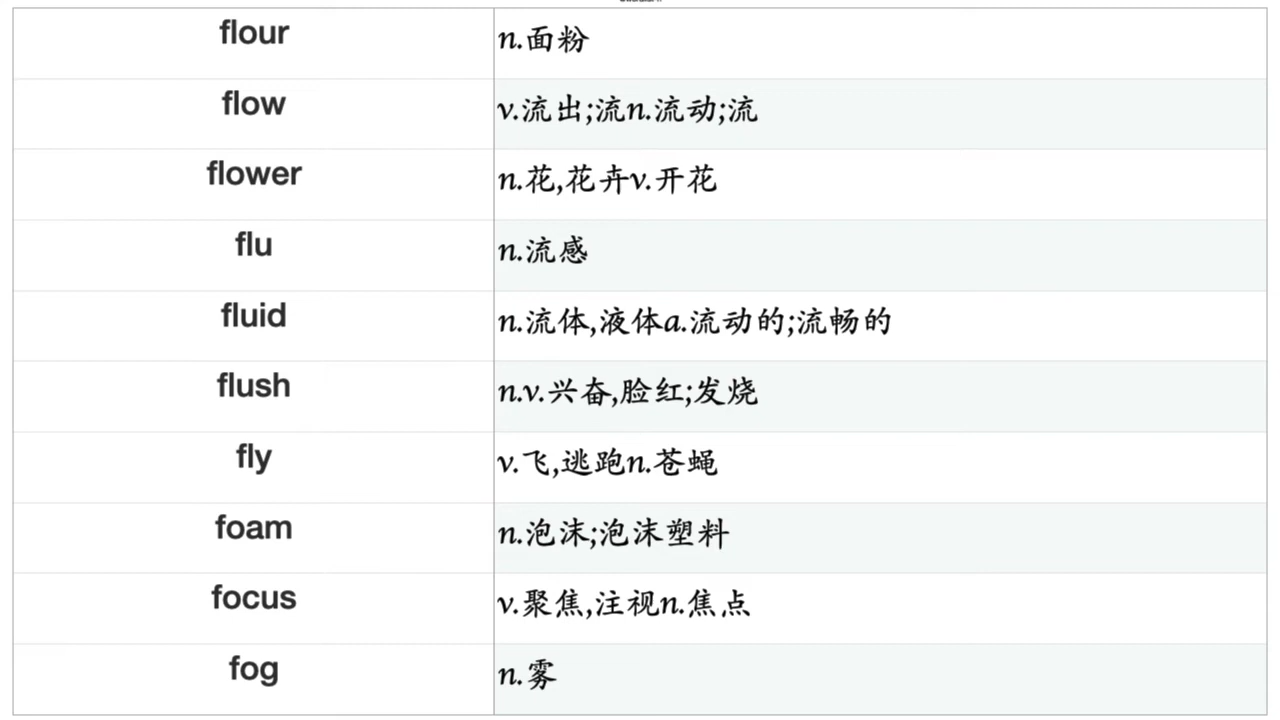 flour n.面粉
flow v.流出;流n.流动;流
flower n.花,花卉v.开花
flu n.流感
fluid n.流体,液体a.流动的;流畅的
flush n.v.兴奋,脸红;发烧
fly v.飞,逃跑n.苍蝇
foam n.泡沫;泡沫塑料
focus v.聚焦,注视n.焦点
fog n.雾